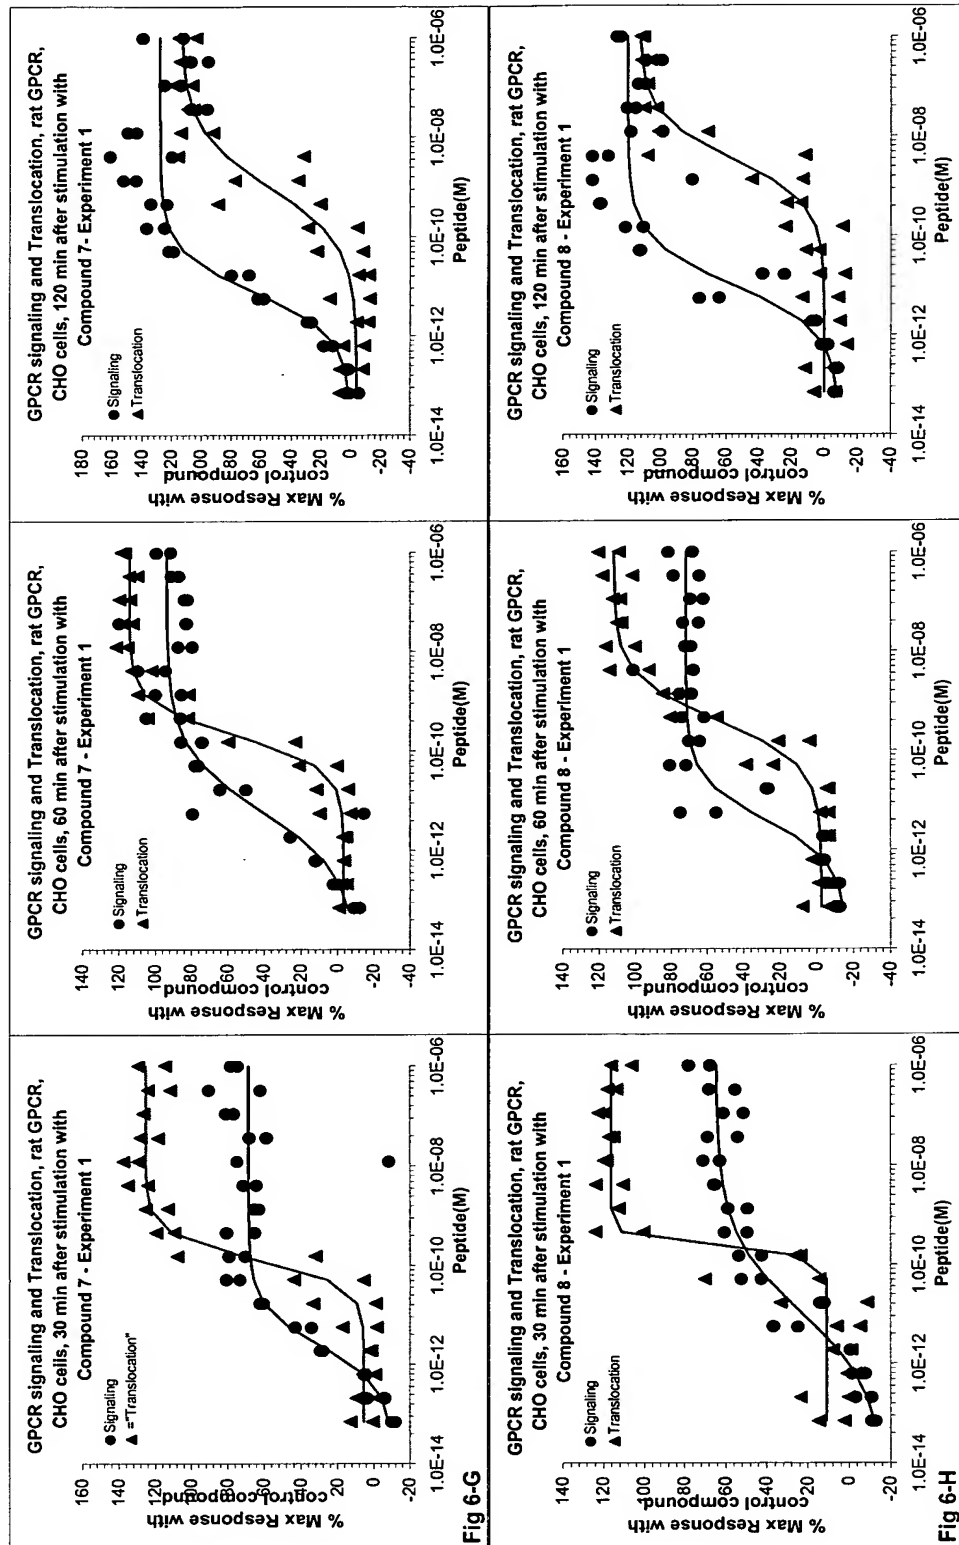 GPCR signaling and Translocation, rat GPCR,
CHO cells, 30 min after stimulation with
Compound 7 - Experiment 1
Signaling
="Translocation"
% Max Response with
control compound
160
140
120
100
80
60
40
20
0
-20
1.0E-14
1.0E-12
1.0E-10
1.0E-08
1.0E-06
Peptide(M)
GPCR signaling and Translocation, rat GPCR,
CHO cells, 60 min after stimulation with
Compound 7 - Experiment 1
Signaling
Translocation
% Max Response with
control compound
140
120
100
80
60
40
20
0
-20
-40
1.0E-14
1.0E-12
1.0E-10
1.0E-08
1.0E-06
Peptide(M)
GPCR signaling and Translocation, rat GPCR,
CHO cells, 120 min after stimulation with
Compound 7- Experiment 1
Signaling
Translocation
% Max Response with
control compound
180
160
140
120
100
80
60
40
20
0
-20
-40
1.0E-14
1.0E-12
1.0E-10
1.0E-08
1.0E-06
Peptide(M)
Fig 6-G
GPCR signaling and Translocation, rat GPCR,
CHO cells, 30 min after stimulation with
Compound 8 - Experiment 1
Signaling
Translocation
% Max Response with
control compound
140
120
100
80
60
40
20
0
-20
1.0E-14
1.0E-12
1.0E-10
1.0E-08
1.0E-06
Peptide(M)
GPCR signaling and Translocation, rat GPCR,
CHO cells, 60 min after stimulation with
Compound 8 - Experiment 1
Signaling
Translocation
% Max Response with
control compound
140
120
100
80
60
40
20
0
-20
-40
1.0E-14
1.0E-12
1.0E-10
1.0E-08
1.0E-06
Peptide(M)
GPCR signaling and Translocation, rat GPCR,
CHO cells, 120 min after stimulation with
Compound 8 - Experiment 1
Signaling
Translocation
% Max Response with
control compound
160
140
120
100
80
60
40
20
0
-20
-40
1.0E-14
1.0E-12
1.0E-10
1.0E-08
1.0E-06
Peptide(M)
Fig 6-H